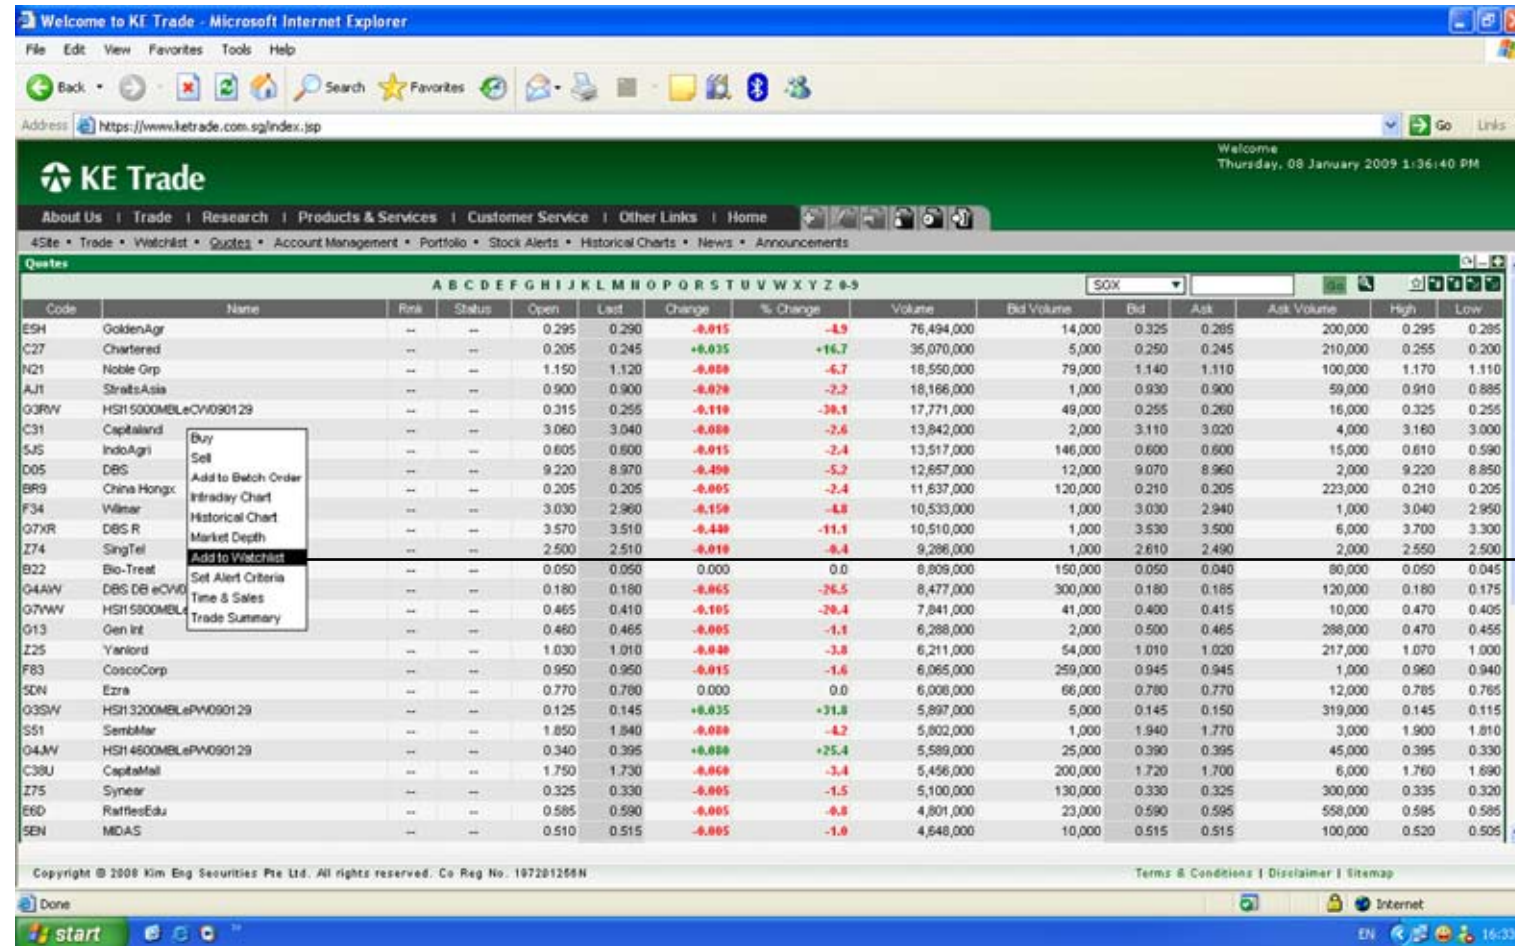 Welcome to KE Trade - Microsoft Internet Explorer
File Edit View Favorites Tools Help
Back Search Favorites
Address https://www.ketrade.com.sg/index.jsp Go Links
Welcome
Thursday, 08 January 2009 1:36:40 PM
KE Trade
About Us | Trade | Research | Products & Services | Customer Service | Other Links | Home
4Site • Trade • Watchlist • Quotes • Account Management • Portfolio • Stock Alerts • Historical Charts • News • Announcements
Quotes
A B C D E F G H I J K L M N O P Q R S T U V W X Y Z 0-9 SGX Go
Code Name Rmk Status Open Last Change % Change Volume Bid Volume Bid Ask Ask Volume High Low
E5H GoldenAgr -- -- 0.295 0.290 -0.015 -4.9 76,494,000 14,000 0.325 0.285 200,000 0.295 0.285
C27 Chartered -- -- 0.205 0.245 +0.035 +16.7 35,070,000 5,000 0.250 0.245 210,000 0.255 0.200
N21 Noble Grp -- -- 1.150 1.120 -0.080 -6.7 18,550,000 79,000 1.140 1.110 100,000 1.170 1.110
AJ1 StraitsAsia -- -- 0.900 0.900 -0.020 -2.2 18,166,000 1,000 0.930 0.900 59,000 0.910 0.885
G3RW HSI15000MBLeCW090129 -- -- 0.315 0.255 -0.110 -30.1 17,771,000 49,000 0.255 0.260 16,000 0.325 0.255
C31 Capitaland -- -- 3.060 3.040 -0.080 -2.6 13,842,000 2,000 3.110 3.020 4,000 3.160 3.000
5JS IndoAgri -- -- 0.605 0.600 -0.015 -2.4 13,517,000 146,000 0.600 0.600 15,000 0.610 0.590
D05 DBS -- -- 9.220 8.970 -0.490 -5.2 12,657,000 12,000 9.070 8.960 2,000 9.220 8.850
BR9 China Hongx -- -- 0.205 0.205 -0.005 -2.4 11,637,000 120,000 0.210 0.205 223,000 0.210 0.205
F34 Wilmar -- -- 3.030 2.960 -0.150 -4.8 10,533,000 1,000 3.030 2.940 1,000 3.040 2.950
G7XR DBS R -- -- 3.570 3.510 -0.440 -11.1 10,510,000 1,000 3.530 3.500 6,000 3.700 3.300
Z74 SingTel -- -- 2.500 2.510 -0.010 -0.4 9,286,000 1,000 2.610 2.490 2,000 2.550 2.500
B22 Bio-Treat -- -- 0.050 0.050 0.000 0.0 8,809,000 150,000 0.050 0.040 80,000 0.050 0.045
G4AW DBS DB eCW0 -- -- 0.180 0.180 -0.065 -26.5 8,477,000 300,000 0.180 0.185 120,000 0.180 0.175
G7WW HSI15800MBLe -- -- 0.465 0.410 -0.105 -20.4 7,841,000 41,000 0.400 0.415 10,000 0.470 0.405
G13 Gen Int -- -- 0.460 0.465 -0.005 -1.1 6,288,000 2,000 0.500 0.465 288,000 0.470 0.455
Z25 Yanlord -- -- 1.030 1.010 -0.040 -3.8 6,211,000 54,000 1.010 1.020 217,000 1.070 1.000
F83 CoscoCorp -- -- 0.950 0.950 -0.015 -1.6 6,065,000 259,000 0.945 0.945 1,000 0.960 0.940
5DN Ezra -- -- 0.770 0.780 0.000 0.0 6,008,000 66,000 0.780 0.770 12,000 0.785 0.765
G3SW HSI13200MBLePW090129 -- -- 0.125 0.145 +0.035 +31.8 5,897,000 5,000 0.145 0.150 319,000 0.145 0.115
S51 SembMar -- -- 1.850 1.840 -0.080 -4.2 5,802,000 1,000 1.940 1.770 3,000 1.900 1.810
G4JW HSI14600MBLePW090129 -- -- 0.340 0.395 +0.080 +25.4 5,589,000 25,000 0.390 0.395 45,000 0.395 0.330
C38U CapitaMall -- -- 1.750 1.730 -0.060 -3.4 5,456,000 200,000 1.720 1.700 6,000 1.760 1.690
Z75 Synear -- -- 0.325 0.330 -0.005 -1.5 5,100,000 130,000 0.330 0.325 300,000 0.335 0.320
E6D RafflesEdu -- -- 0.585 0.590 -0.005 -0.8 4,801,000 23,000 0.590 0.595 558,000 0.595 0.585
5EN MIDAS -- -- 0.510 0.515 -0.005 -1.0 4,648,000 10,000 0.515 0.515 100,000 0.520 0.505
Buy
Sell
Add to Batch Order
Intraday Chart
Historical Chart
Market Depth
Add to Watchlist
Set Alert Criteria
Time & Sales
Trade Summary
Copyright © 2008 Kim Eng Securities Pte Ltd. All rights reserved. Co Reg No. 197201256N Terms & Conditions | Disclaimer | Sitemap
Done Internet
start EN 16:33